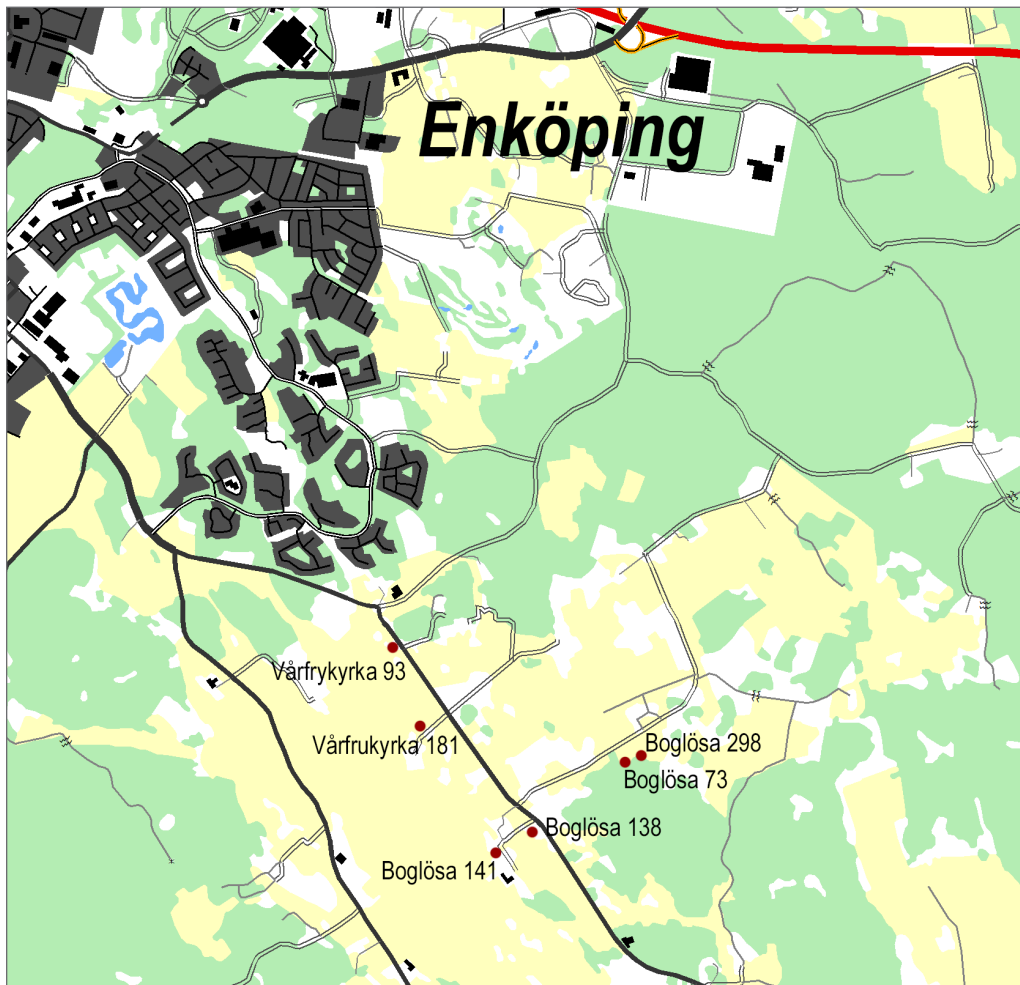 Enköping
Vårfrykyrka 93
Vårfrukyrka 181
Boglösa 298
Boglösa 73
Boglösa 138
Boglösa 141